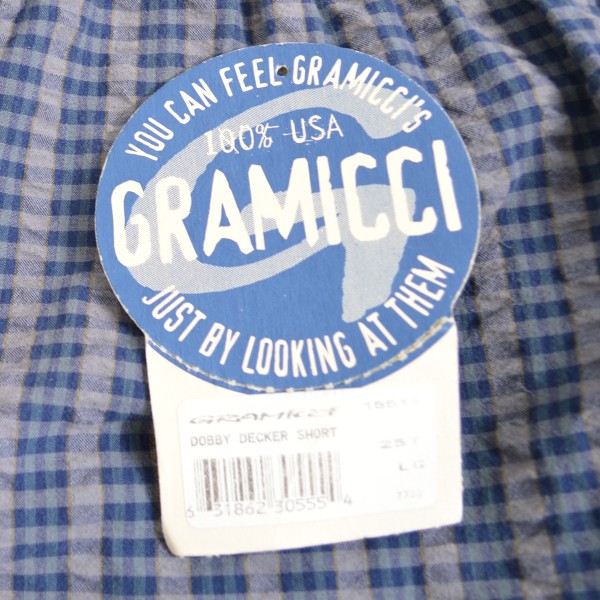 YOU CAN FEEL GRAMICCI'S
100% USA
GRAMICCI
JUST BY LOOKING AT THEM
GRAMICCI
DOBBY DECKER SHORT
LG
6 31862 30555 4